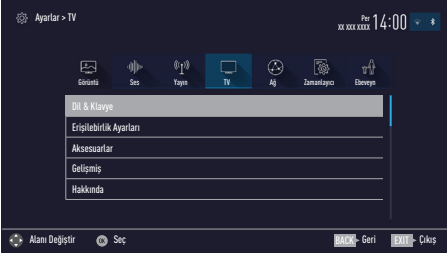 Ayarlar > TV
Per
XX XXX XXXX 14:00
Görüntü Ses Yayın TV Ağ Zamanlayıcı Ebeveyn
Dil & Klavye
Erişilebilirlik Ayarları
Aksesuarlar
Gelişmiş
Hakkında
Alanı Değiştir OK Seç BACK Geri EXIT Çıkış